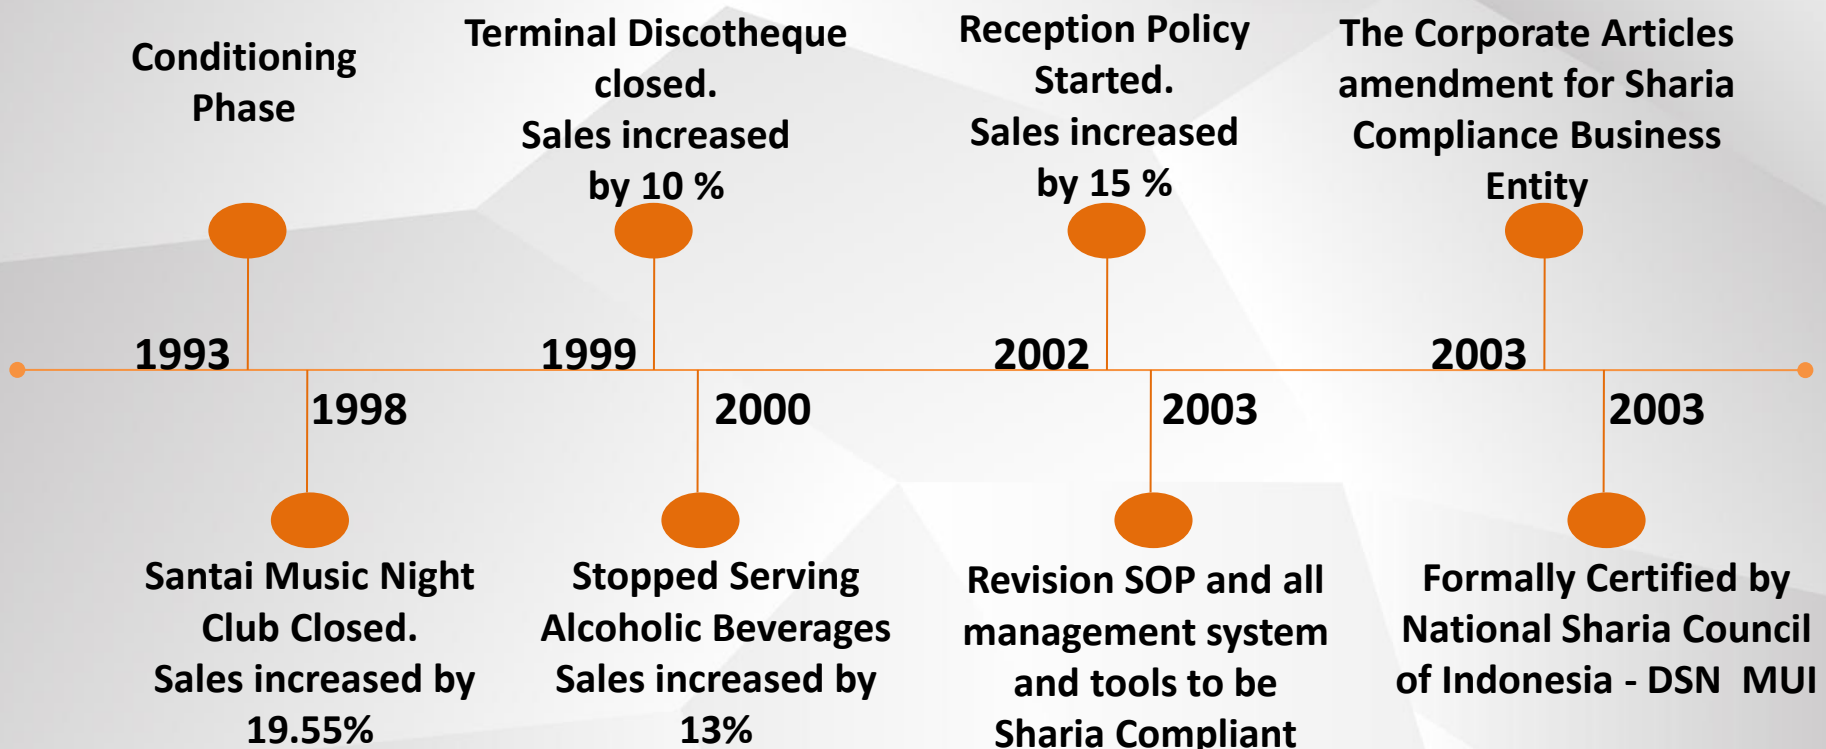 Conditioning
Phase
Terminal Discotheque
closed.
Sales increased
by 10 %
Reception Policy
Started.
Sales increased
by 15 %
The Corporate Articles
amendment for Sharia
Compliance Business
Entity
1993
1999
2002
2003
1998
2000
2003
2003
Santai Music Night
Club Closed.
Sales increased by
19.55%
Stopped Serving
Alcoholic Beverages
Sales increased by
13%
Revision SOP and all
management system
and tools to be
Sharia Compliant
Formally Certified by
National Sharia Council
of Indonesia - DSN  MUI